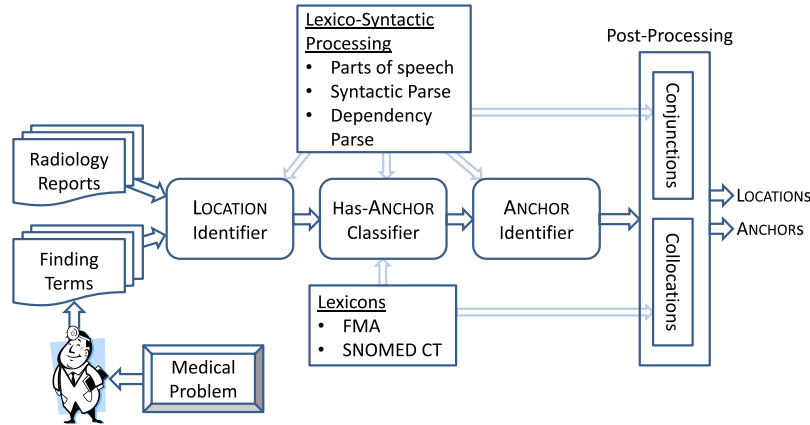 Lexico-Syntactic
Processing
• Parts of speech
• Syntactic Parse
• Dependency
Parse
Post-Processing
Conjunctions
Collocations
Radiology
Reports
Finding
Terms
LOCATION
Identifier
Has-ANCHOR
Classifier
ANCHOR
Identifier
LOCATIONS
ANCHORS
Lexicons
• FMA
• SNOMED CT
Medical
Problem